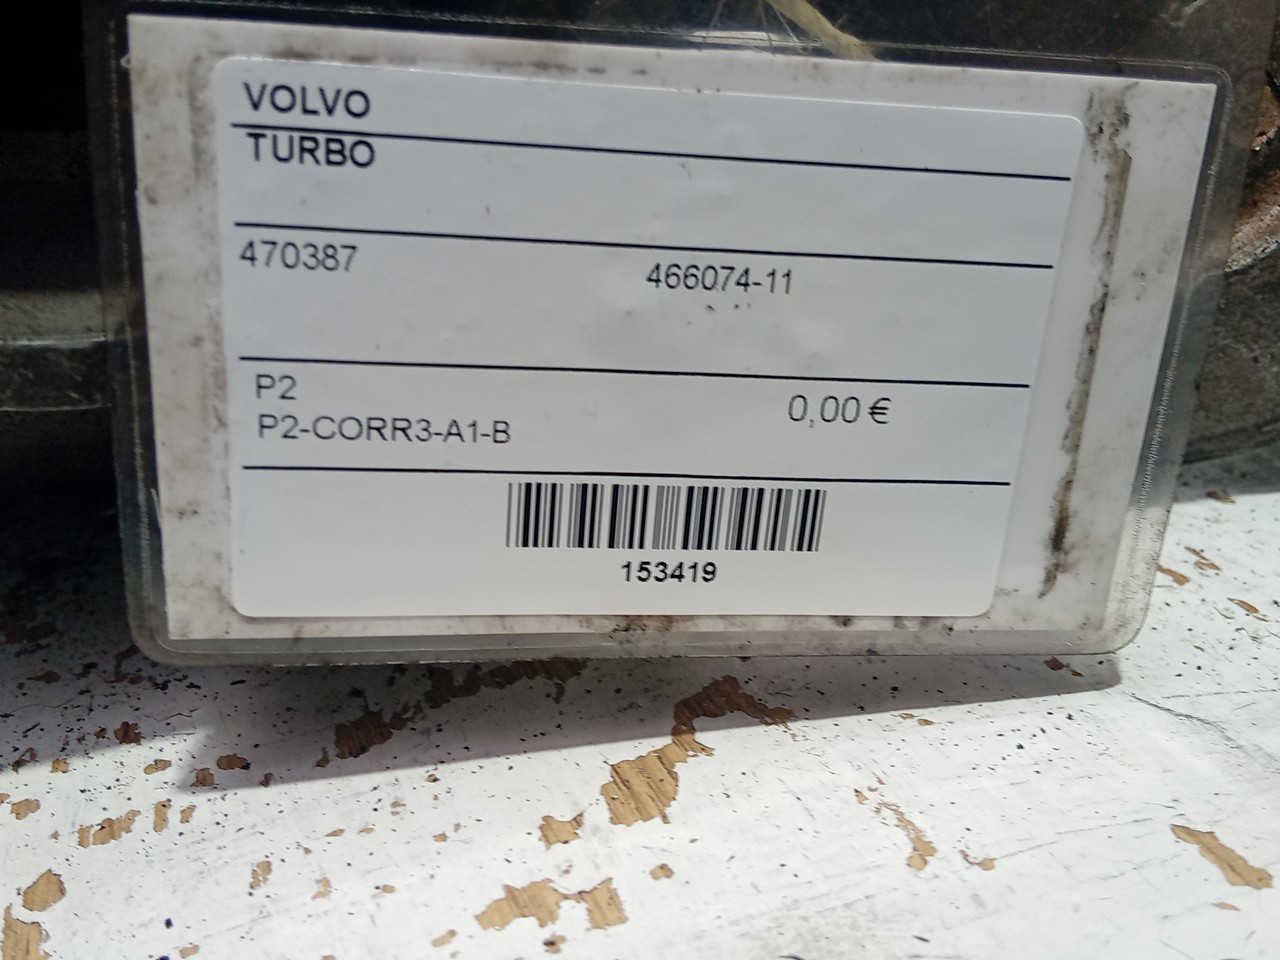 VOLVO
TURBO
470387 466074-11
P2 0,00 €
P2-CORR3-A1-B
153419